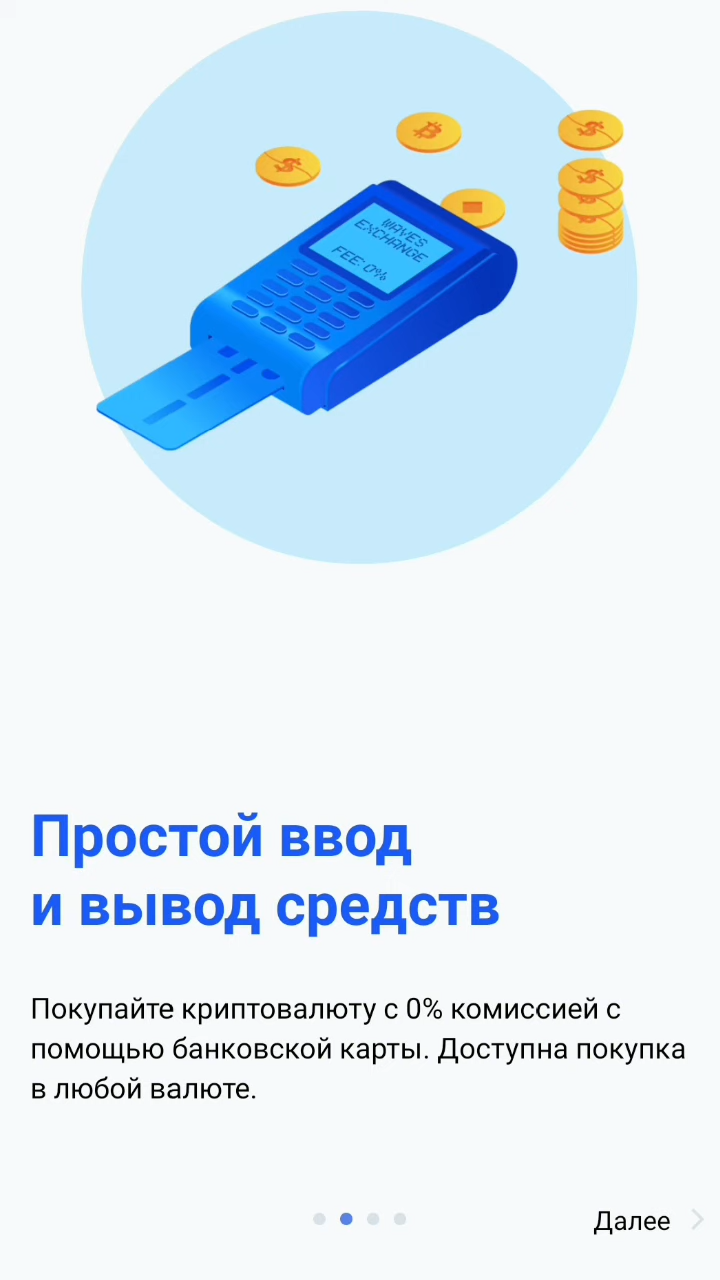 WAVES
EXCHANGE
FEE: 0%
Простой ввод
и вывод средств
Покупайте криптовалюту с 0% комиссией с
помощью банковской карты. Доступна покупка
в любой валюте.
Далее